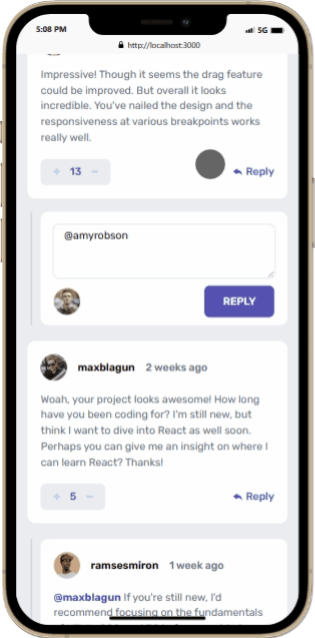 5:08 PM
5G
http://localhost:3000
Impressive! Though it seems the drag feature
could be improved. But overall it looks
incredible. You've nailed the design and the
responsiveness at various breakpoints works
really well.
+ 13 −
Reply
@amyrobson
REPLY
maxblagun 2 weeks ago
Woah, your project looks awesome! How long
have you been coding for? I'm still new, but
think I want to dive into React as well soon.
Perhaps you can give me an insight on where I
can learn React? Thanks!
+ 5 −
Reply
ramsesmiron 1 week ago
@maxblagun If you're still new, I'd
recommend focusing on the fundamentals